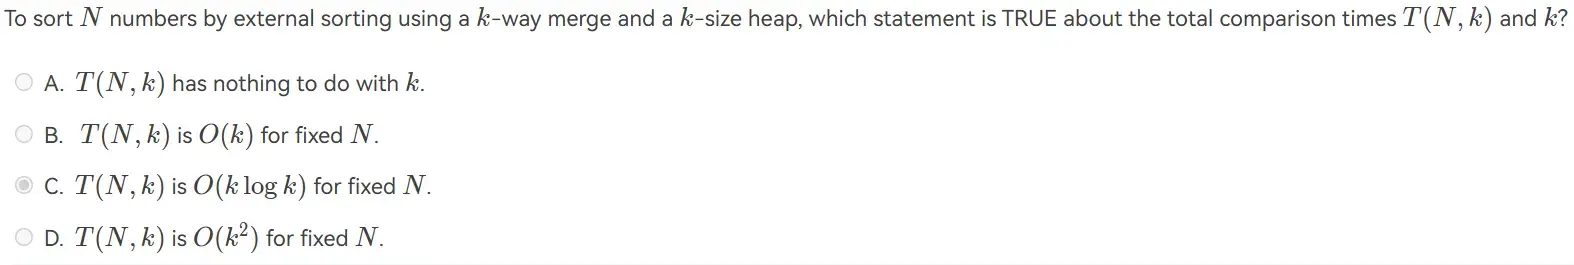 To sort N numbers by external sorting using a k-way merge and a k-size heap, which statement is TRUE about the total comparison times T(N, k) and k?
A. T(N, k) has nothing to do with k.
B. T(N, k) is O(k) for fixed N.
C. T(N, k) is O(k log k) for fixed N.
D. T(N, k) is O(k²) for fixed N.